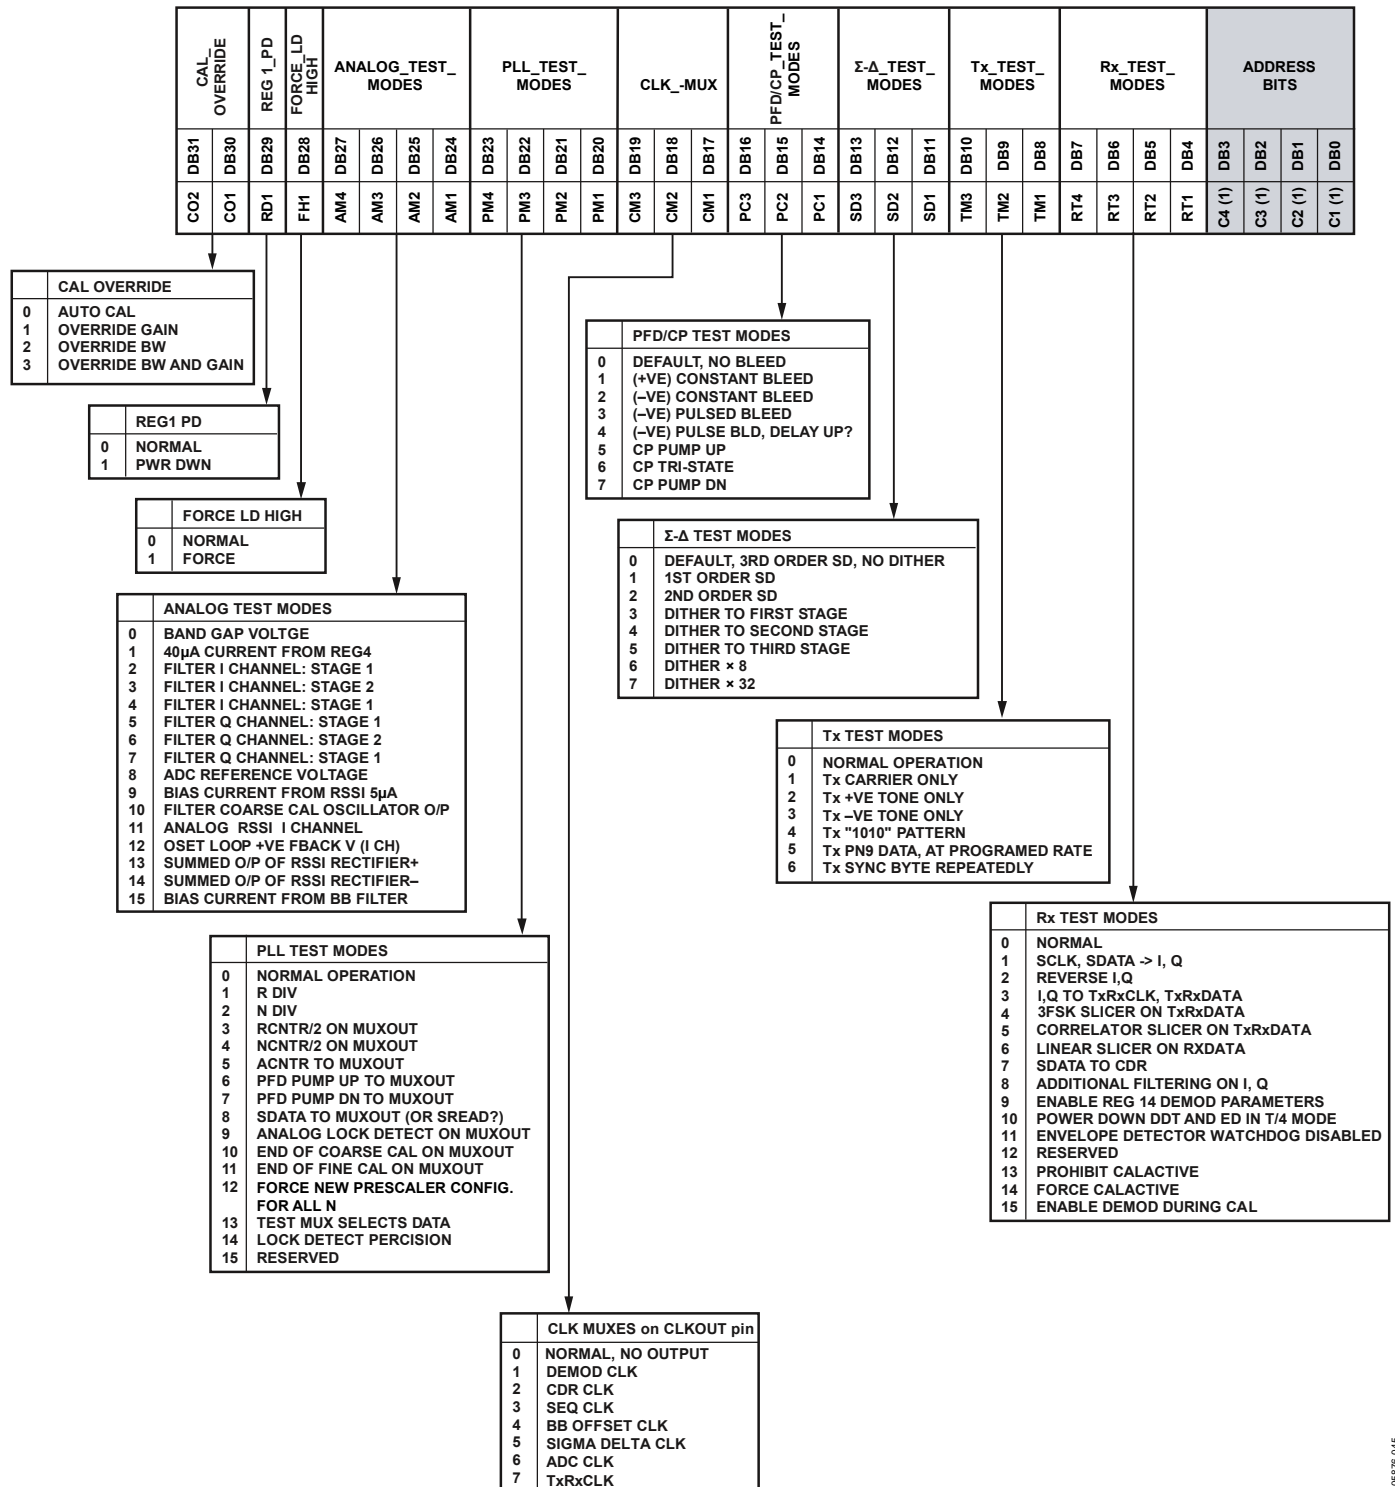 CAL_
OVERRIDE
REG 1_PD
FORCE_LD
HIGH
ANALOG_TEST_
MODES
PLL_TEST_
MODES
CLK_-MUX
PFD/CP_TEST_
MODES
Σ-Δ_TEST_
MODES
Tx_TEST_
MODES
Rx_TEST_
MODES
ADDRESS
BITS
DB31 DB30 DB29 DB28 DB27 DB26 DB25 DB24 DB23 DB22 DB21 DB20 DB19 DB18 DB17 DB16 DB15 DB14 DB13 DB12 DB11 DB10 DB9 DB8 DB7 DB6 DB5 DB4 DB3 DB2 DB1 DB0
CO2 CO1 RD1 FH1 AM4 AM3 AM2 AM1 PM4 PM3 PM2 PM1 CM3 CM2 CM1 PC3 PC2 PC1 SD3 SD2 SD1 TM3 TM2 TM1 RT4 RT3 RT2 RT1 C4 (1) C3 (1) C2 (1) C1 (1)
CAL OVERRIDE
0 AUTO CAL
1 OVERRIDE GAIN
2 OVERRIDE BW
3 OVERRIDE BW AND GAIN
REG1 PD
0 NORMAL
1 PWR DWN
FORCE LD HIGH
0 NORMAL
1 FORCE
ANALOG TEST MODES
0 BAND GAP VOLTGE
1 40µA CURRENT FROM REG4
2 FILTER I CHANNEL: STAGE 1
3 FILTER I CHANNEL: STAGE 2
4 FILTER I CHANNEL: STAGE 1
5 FILTER Q CHANNEL: STAGE 1
6 FILTER Q CHANNEL: STAGE 2
7 FILTER Q CHANNEL: STAGE 1
8 ADC REFERENCE VOLTAGE
9 BIAS CURRENT FROM RSSI 5µA
10 FILTER COARSE CAL OSCILLATOR O/P
11 ANALOG RSSI I CHANNEL
12 OSET LOOP +VE FBACK V (I CH)
13 SUMMED O/P OF RSSI RECTIFIER+
14 SUMMED O/P OF RSSI RECTIFIER–
15 BIAS CURRENT FROM BB FILTER
PLL TEST MODES
0 NORMAL OPERATION
1 R DIV
2 N DIV
3 RCNTR/2 ON MUXOUT
4 NCNTR/2 ON MUXOUT
5 ACNTR TO MUXOUT
6 PFD PUMP UP TO MUXOUT
7 PFD PUMP DN TO MUXOUT
8 SDATA TO MUXOUT (OR SREAD?)
9 ANALOG LOCK DETECT ON MUXOUT
10 END OF COARSE CAL ON MUXOUT
11 END OF FINE CAL ON MUXOUT
12 FORCE NEW PRESCALER CONFIG.
FOR ALL N
13 TEST MUX SELECTS DATA
14 LOCK DETECT PERCISION
15 RESERVED
CLK MUXES on CLKOUT pin
0 NORMAL, NO OUTPUT
1 DEMOD CLK
2 CDR CLK
3 SEQ CLK
4 BB OFFSET CLK
5 SIGMA DELTA CLK
6 ADC CLK
7 TxRxCLK
PFD/CP TEST MODES
0 DEFAULT, NO BLEED
1 (+VE) CONSTANT BLEED
2 (–VE) CONSTANT BLEED
3 (–VE) PULSED BLEED
4 (–VE) PULSE BLD, DELAY UP?
5 CP PUMP UP
6 CP TRI-STATE
7 CP PUMP DN
Σ-Δ TEST MODES
0 DEFAULT, 3RD ORDER SD, NO DITHER
1 1ST ORDER SD
2 2ND ORDER SD
3 DITHER TO FIRST STAGE
4 DITHER TO SECOND STAGE
5 DITHER TO THIRD STAGE
6 DITHER × 8
7 DITHER × 32
Tx TEST MODES
0 NORMAL OPERATION
1 Tx CARRIER ONLY
2 Tx +VE TONE ONLY
3 Tx –VE TONE ONLY
4 Tx "1010" PATTERN
5 Tx PN9 DATA, AT PROGRAMED RATE
6 Tx SYNC BYTE REPEATEDLY
Rx TEST MODES
0 NORMAL
1 SCLK, SDATA -> I, Q
2 REVERSE I,Q
3 I,Q TO TxRxCLK, TxRxDATA
4 3FSK SLICER ON TxRxDATA
5 CORRELATOR SLICER ON TxRxDATA
6 LINEAR SLICER ON RXDATA
7 SDATA TO CDR
8 ADDITIONAL FILTERING ON I, Q
9 ENABLE REG 14 DEMOD PARAMETERS
10 POWER DOWN DDT AND ED IN T/4 MODE
11 ENVELOPE DETECTOR WATCHDOG DISABLED
12 RESERVED
13 PROHIBIT CALACTIVE
14 FORCE CALACTIVE
15 ENABLE DEMOD DURING CAL